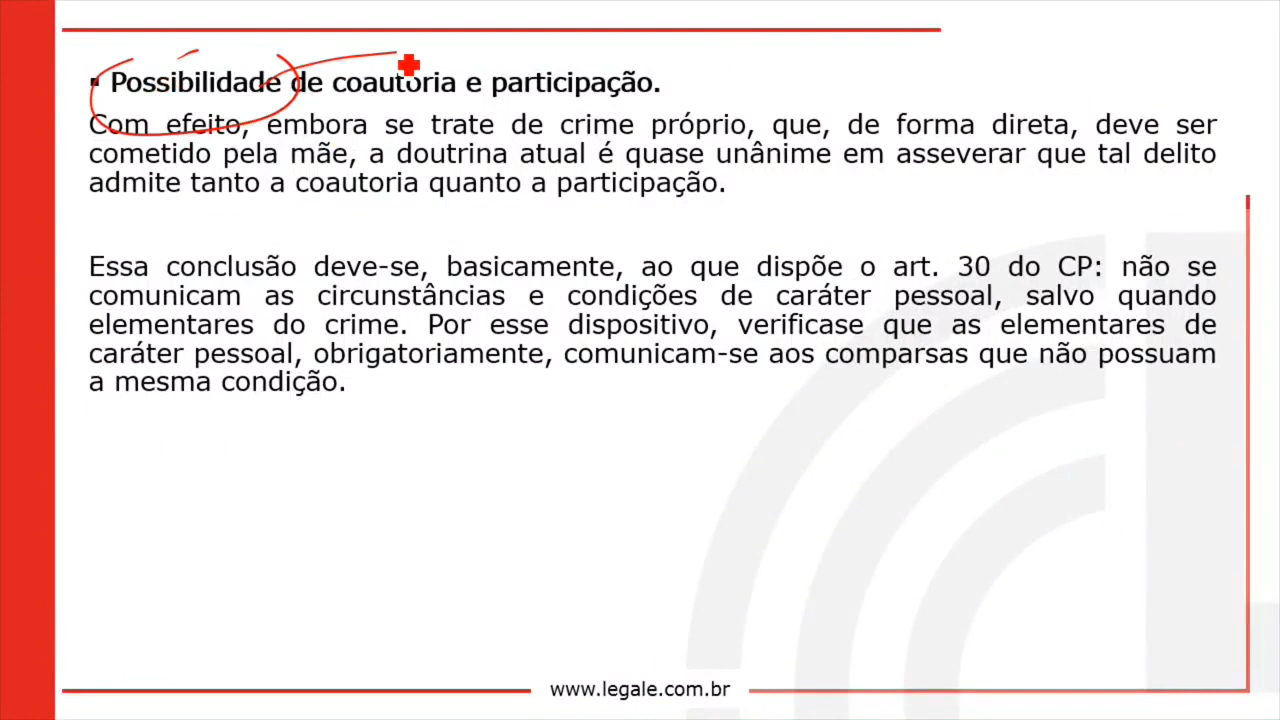 ▪ Possibilidade de coautoria e participação.
Com efeito, embora se trate de crime próprio, que, de forma direta, deve ser
cometido pela mãe, a doutrina atual é quase unânime em asseverar que tal delito
admite tanto a coautoria quanto a participação.
Essa conclusão deve-se, basicamente, ao que dispõe o art. 30 do CP: não se
comunicam as circunstâncias e condições de caráter pessoal, salvo quando
elementares do crime. Por esse dispositivo, verificase que as elementares de
caráter pessoal, obrigatoriamente, comunicam-se aos comparsas que não possuam
a mesma condição.
www.legale.com.br